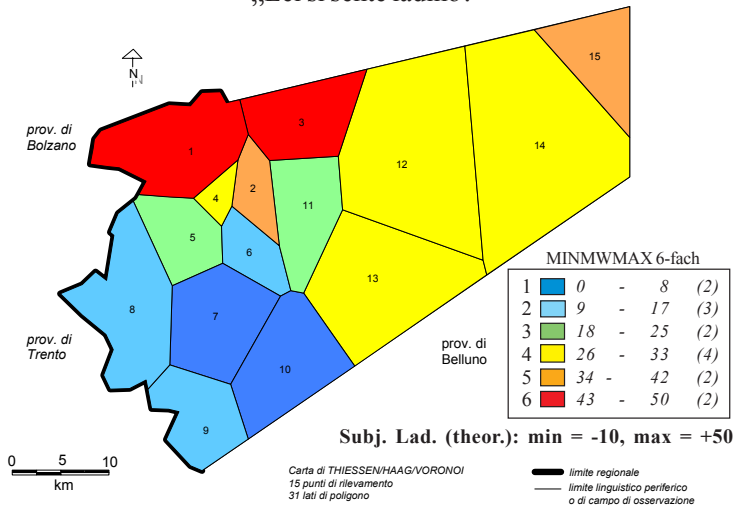 N
prov. di
Bolzano
prov. di
Trento
prov. di
Belluno
1
2
3
4
5
6
7
8
9
10
11
12
13
14
15
MINMWMAX 6-fach
1 0 - 8 (2)
2 9 - 17 (3)
3 18 - 25 (2)
4 26 - 33 (4)
5 34 - 42 (2)
6 43 - 50 (2)
Subj. Lad. (theor.): min = -10, max = +50
0 5 10
km
Carta di THIESSEN/HAAG/VORONOI
15 punti di rilevamento
31 lati di poligono
limite regionale
limite linguistico periferico
o di campo di osservazione